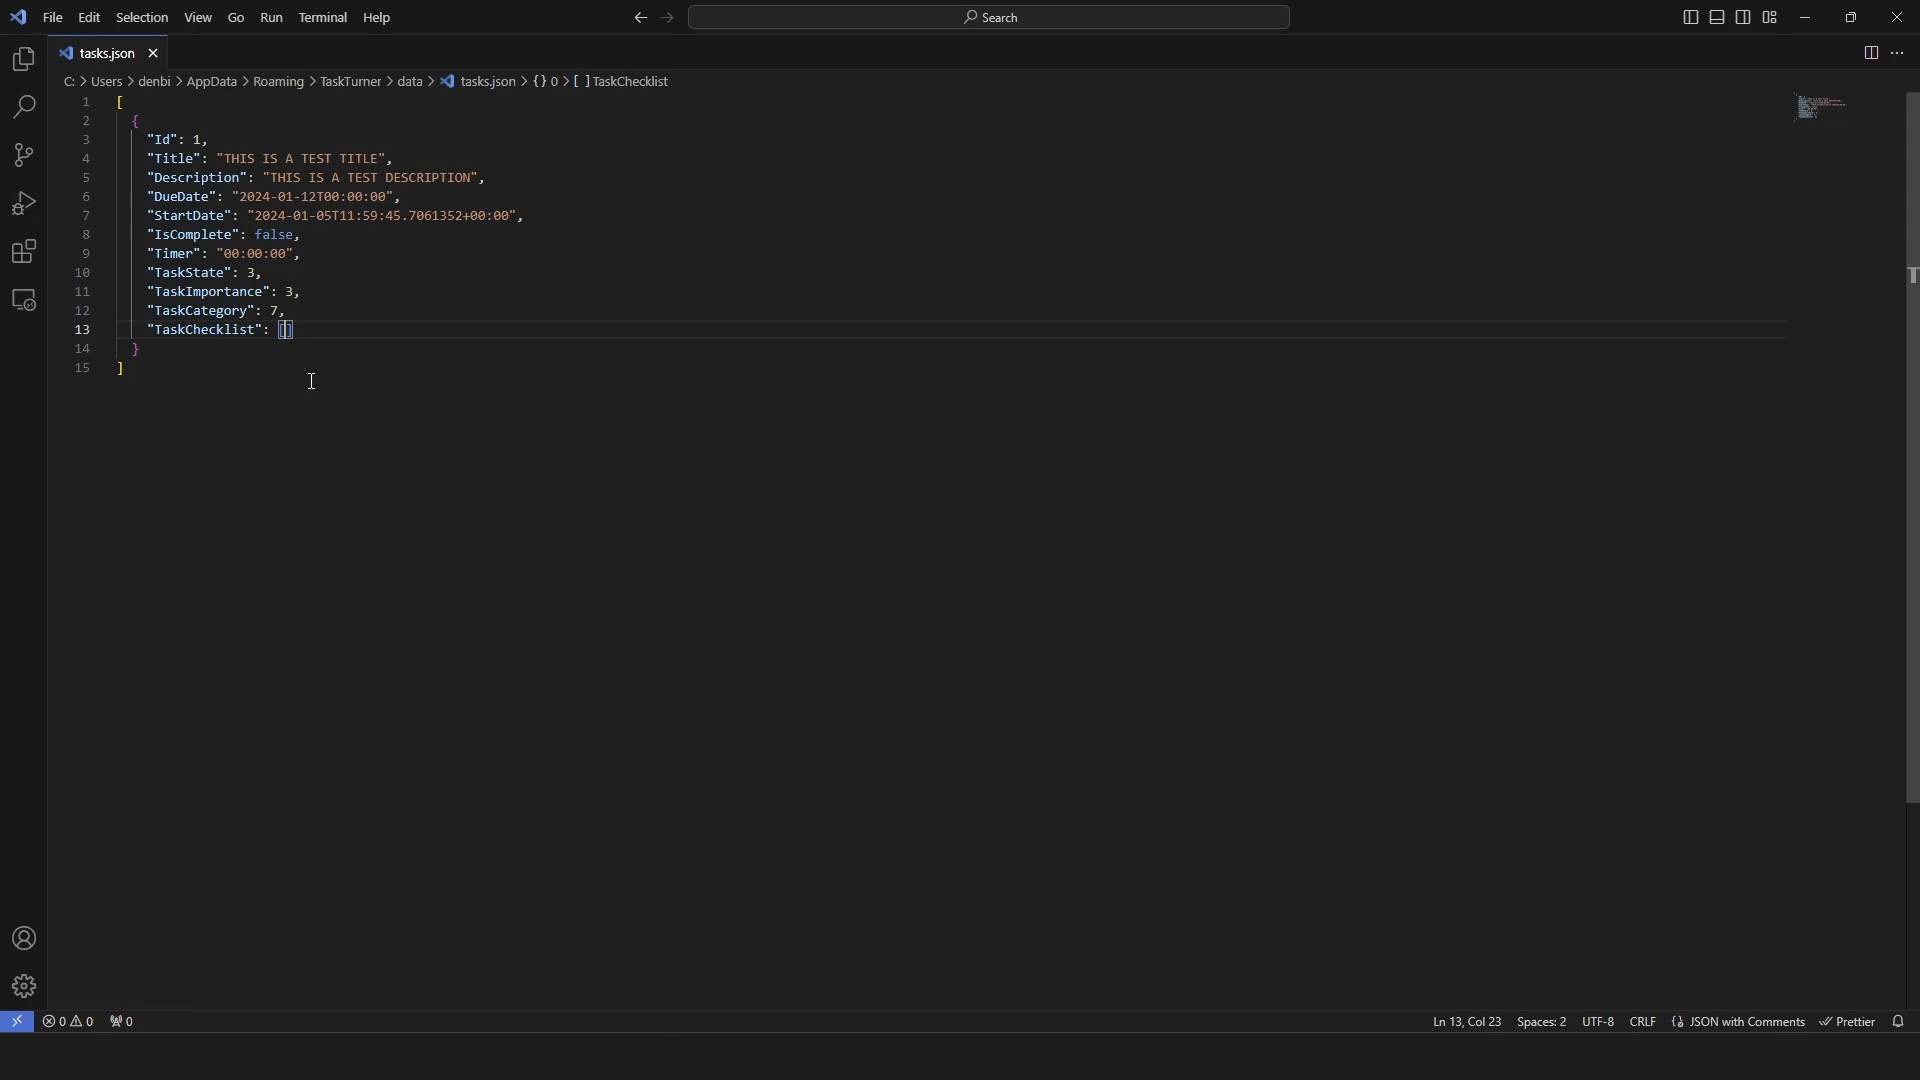 File Edit Selection View Go Run Terminal Help
Search
tasks.json
C: > Users > denbi > AppData > Roaming > TaskTurner > data > tasks.json > {} 0 > [ ] TaskChecklist
1 [
2 {
3 "Id": 1,
4 "Title": "THIS IS A TEST TITLE",
5 "Description": "THIS IS A TEST DESCRIPTION",
6 "DueDate": "2024-01-12T00:00:00",
7 "StartDate": "2024-01-05T11:59:45.7061352+00:00",
8 "IsComplete": false,
9 "Timer": "00:00:00",
10 "TaskState": 3,
11 "TaskImportance": 3,
12 "TaskCategory": 7,
13 "TaskChecklist": []
14 }
15 ]
0 0 0 Ln 13, Col 23 Spaces: 2 UTF-8 CRLF JSON with Comments Prettier